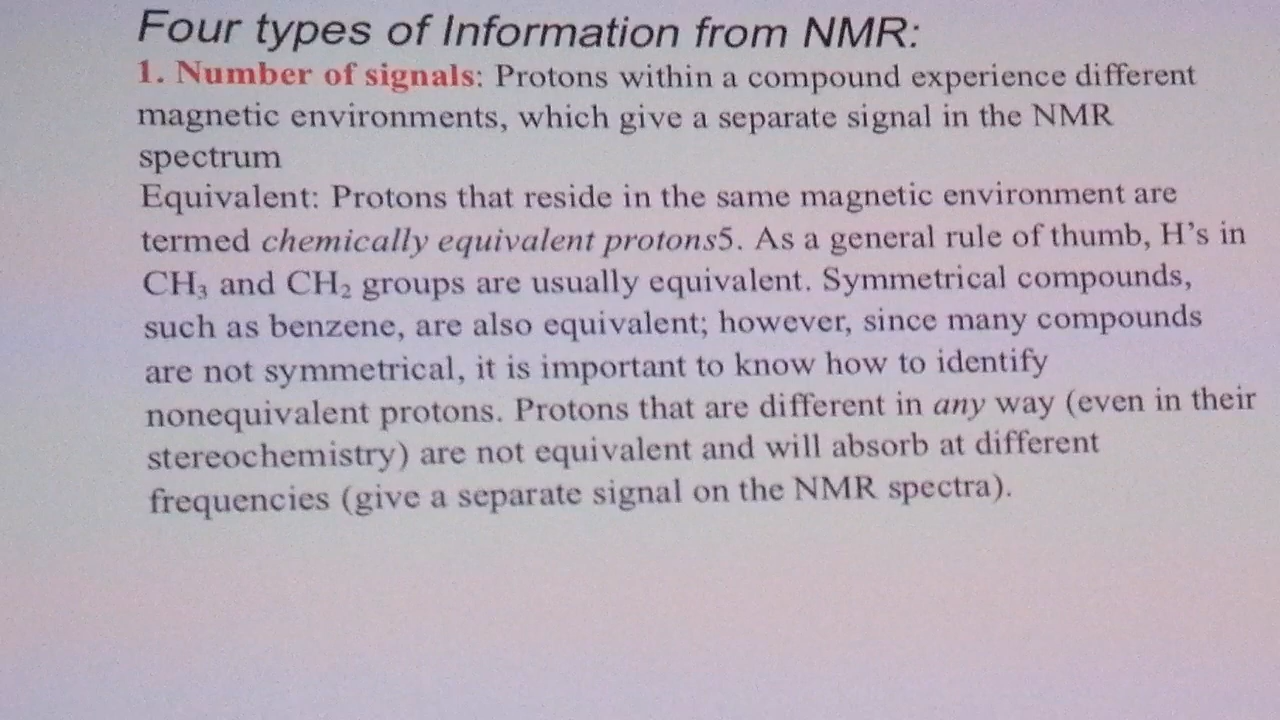 Four types of Information from NMR:
1. Number of signals: Protons within a compound experience different
magnetic environments, which give a separate signal in the NMR
spectrum
Equivalent: Protons that reside in the same magnetic environment are
termed chemically equivalent protons5. As a general rule of thumb, H's in
CH₃ and CH₂ groups are usually equivalent. Symmetrical compounds,
such as benzene, are also equivalent; however, since many compounds
are not symmetrical, it is important to know how to identify
nonequivalent protons. Protons that are different in any way (even in their
stereochemistry) are not equivalent and will absorb at different
frequencies (give a separate signal on the NMR spectra).